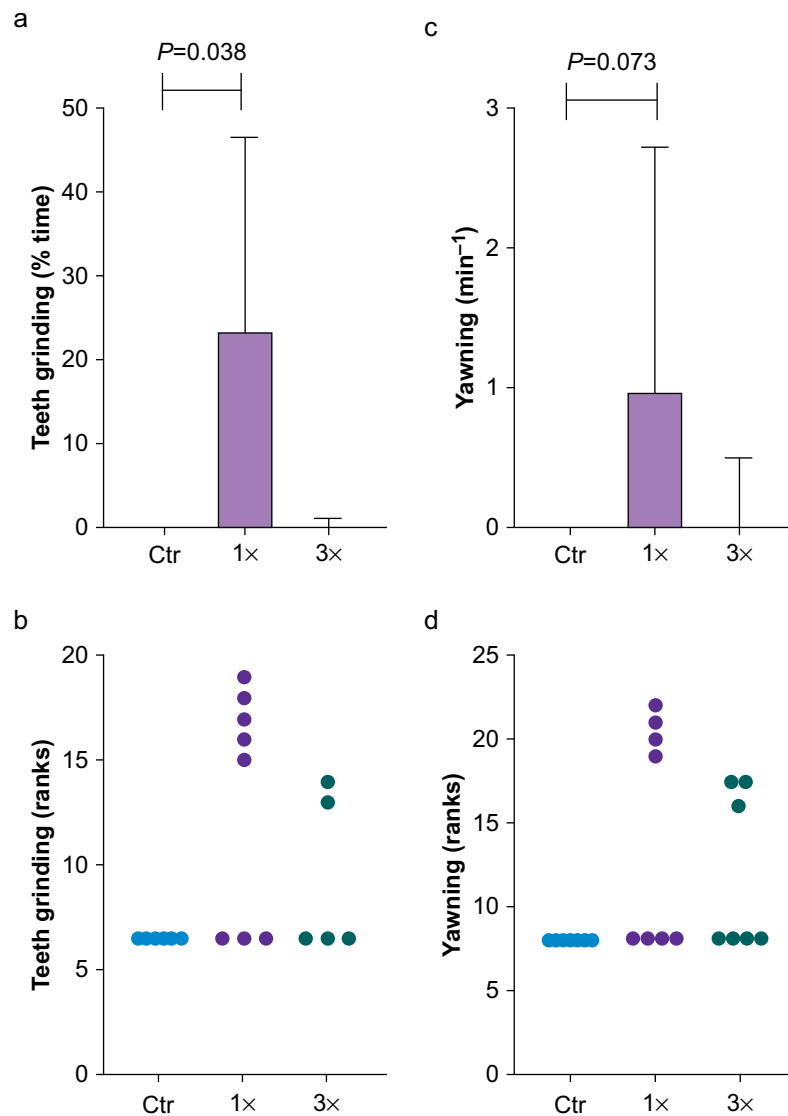 a
P=0.038
Teeth grinding (% time)
50
40
30
20
10
0
Ctr
1×
3×
c
P=0.073
Yawning (min⁻¹)
3
2
1
0
Ctr
1×
3×
b
Teeth grinding (ranks)
20
15
10
5
0
Ctr
1×
3×
d
Yawning (ranks)
25
20
15
10
5
0
Ctr
1×
3×